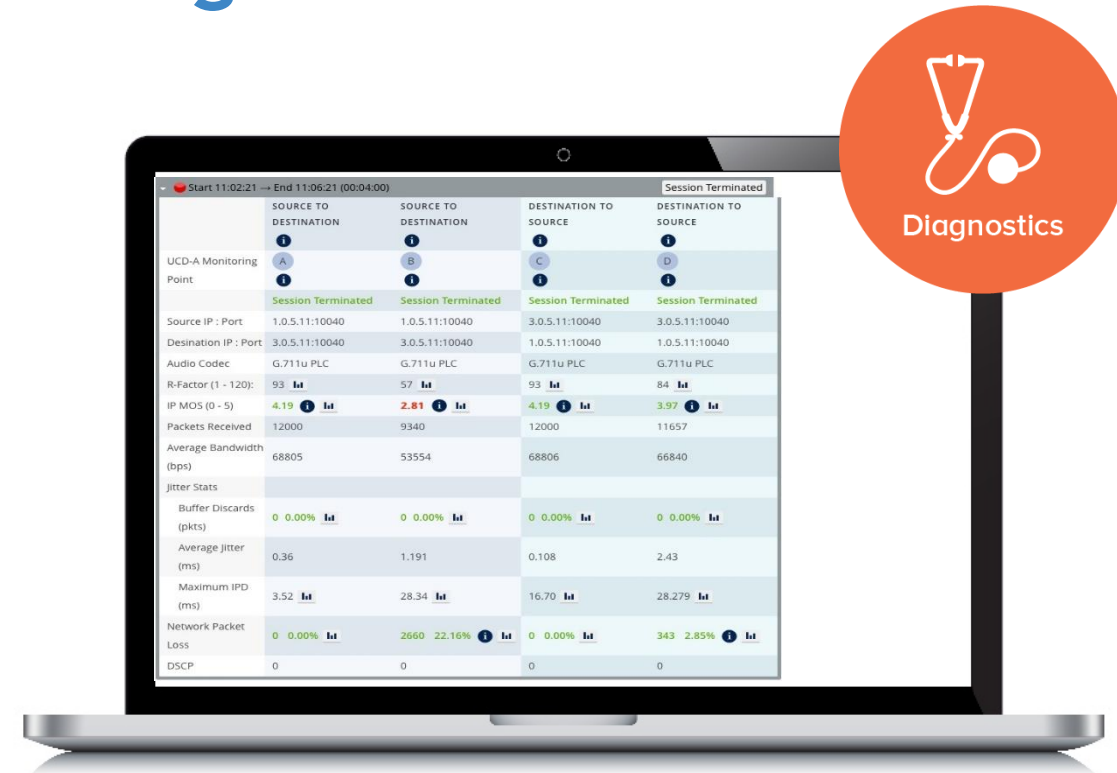 Diagnostics
Start 11:02:21 → End 11:06:21 (00:04:00) Session Terminated
SOURCE TO DESTINATION SOURCE TO DESTINATION DESTINATION TO SOURCE DESTINATION TO SOURCE
UCD-A Monitoring Point A B C D
Session Terminated Session Terminated Session Terminated Session Terminated
Source IP : Port 1.0.5.11:10040 1.0.5.11:10040 3.0.5.11:10040 3.0.5.11:10040
Desination IP : Port 3.0.5.11:10040 3.0.5.11:10040 1.0.5.11:10040 1.0.5.11:10040
Audio Codec G.711u PLC G.711u PLC G.711u PLC G.711u PLC
R-Factor (1 - 120): 93 57 93 84
IP MOS (0 - 5) 4.19 2.81 4.19 3.97
Packets Received 12000 9340 12000 11657
Average Bandwidth (bps) 68805 53554 68806 66840
Jitter Stats
Buffer Discards (pkts) 0 0.00% 0 0.00% 0 0.00% 0 0.00%
Average Jitter (ms) 0.36 1.191 0.108 2.43
Maximum IPD (ms) 3.52 28.34 16.70 28.279
Network Packet Loss 0 0.00% 2660 22.16% 0 0.00% 343 2.85%
DSCP 0 0 0 0